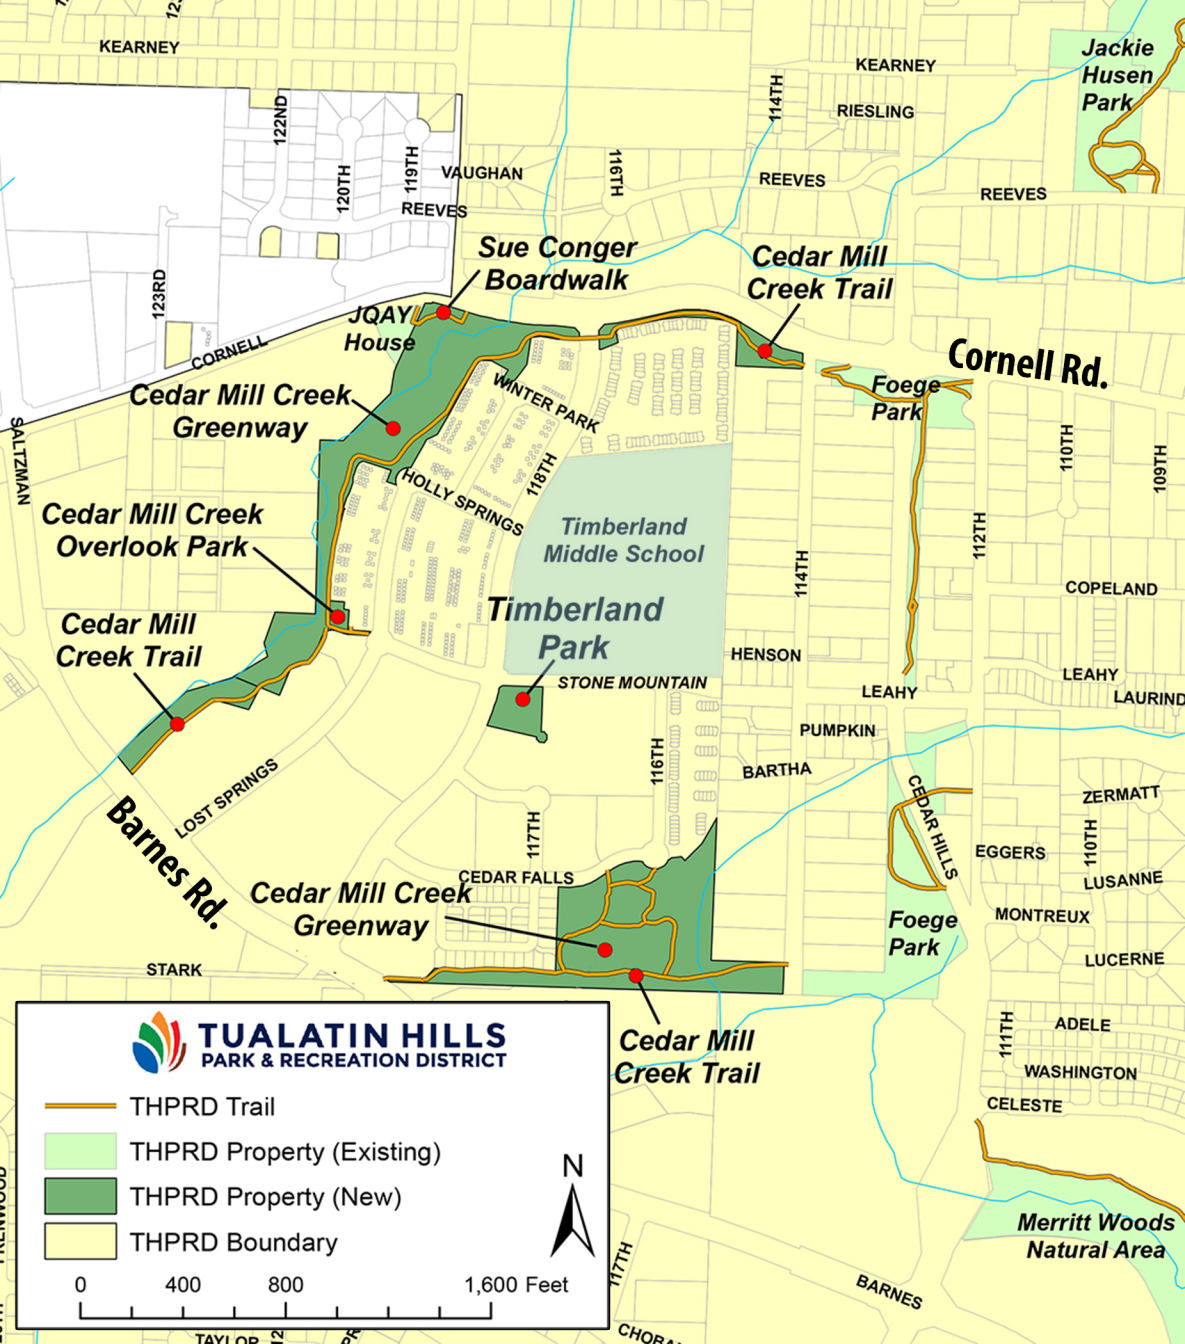 KEARNEY
KEARNEY
Jackie
Husen
Park
114TH
RIESLING
122ND
120TH
119TH
VAUGHAN
116TH
REEVES
REEVES
REEVES
Sue Conger
Boardwalk
Cedar Mill
Creek Trail
123RD
JQAY
House
CORNELL
Cornell Rd.
Foege
Park
Cedar Mill Creek
Greenway
WINTER PARK
SALTZMAN
118TH
110TH
109TH
HOLLY SPRINGS
Cedar Mill Creek
Overlook Park
Timberland
Middle School
112TH
114TH
COPELAND
Timberland
Park
Cedar Mill
Creek Trail
HENSON
STONE MOUNTAIN
LEAHY
LEAHY
LAURIND
PUMPKIN
116TH
BARTHA
LOST SPRINGS
Barnes Rd.
CEDAR HILLS
ZERMATT
117TH
110TH
EGGERS
CEDAR FALLS
LUSANNE
Cedar Mill Creek
Greenway
Foege
Park
MONTREUX
LUCERNE
STARK
TUALATIN HILLS
PARK & RECREATION DISTRICT
Cedar Mill
Creek Trail
111TH
ADELE
WASHINGTON
CELESTE
THPRD Trail
THPRD Property (Existing)
THPRD Property (New)
THPRD Boundary
N
0 400 800 1,600 Feet
Merritt Woods
Natural Area
117TH
BARNES
TAYLOR